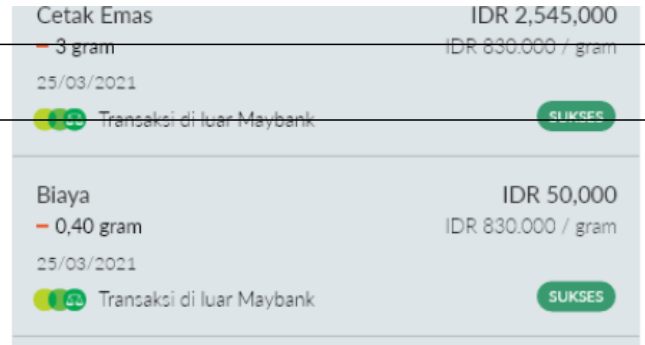 Cetak Emas
IDR 2,545,000
– 3 gram
IDR 830.000 / gram
25/03/2021
Transaksi di luar Maybank
SUKSES
Biaya
IDR 50,000
– 0,40 gram
IDR 830.000 / gram
25/03/2021
Transaksi di luar Maybank
SUKSES